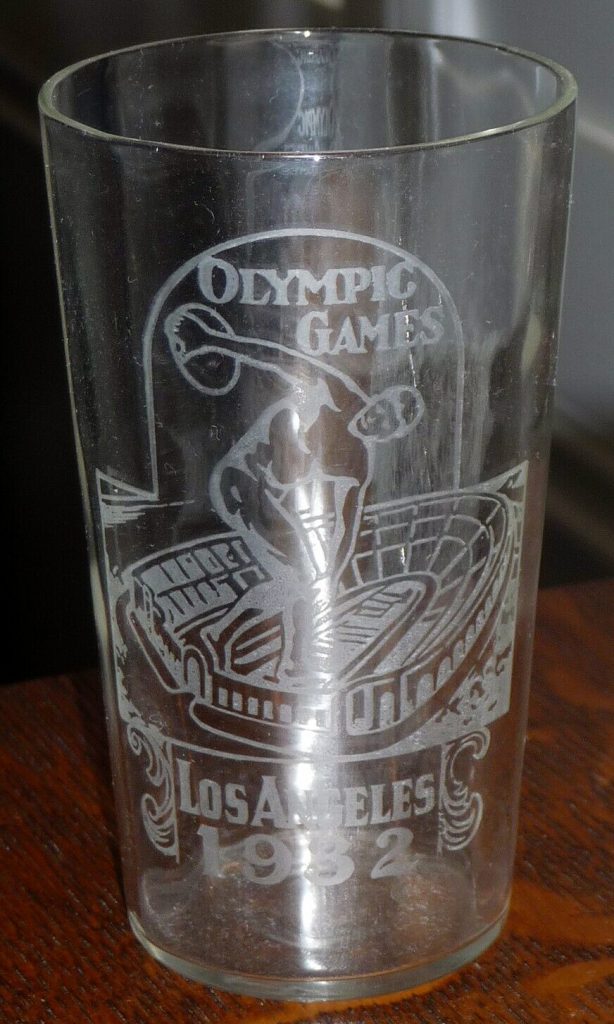 OLYMPIC
GAMES
LOS ANGELES
1932